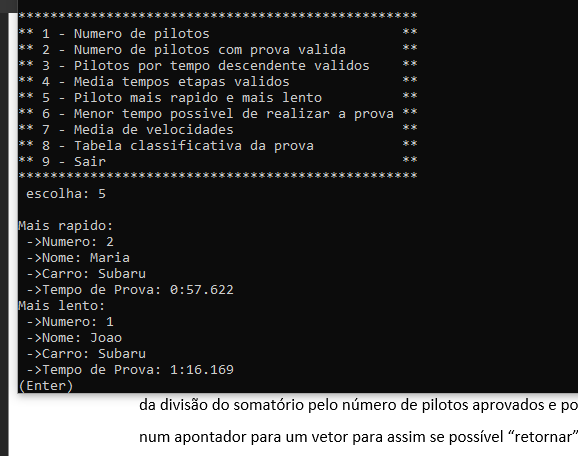 **************************************************
** 1 - Numero de pilotos                        **
** 2 - Numero de pilotos com prova valida       **
** 3 - Pilotos por tempo descendente validos    **
** 4 - Media tempos etapas validos              **
** 5 - Piloto mais rapido e mais lento          **
** 6 - Menor tempo possivel de realizar a prova **
** 7 - Media de velocidades                     **
** 8 - Tabela classificativa da prova           **
** 9 - Sair                                     **
**************************************************
escolha: 5
Mais rapido:
->Numero: 2
->Nome: Maria
->Carro: Subaru
->Tempo de Prova: 0:57.622
Mais lento:
->Numero: 1
->Nome: Joao
->Carro: Subaru
->Tempo de Prova: 1:16.169
(Enter)
da divisão do somatório pelo número de pilotos aprovados e po
num apontador para um vetor para assim se possível “retornar”